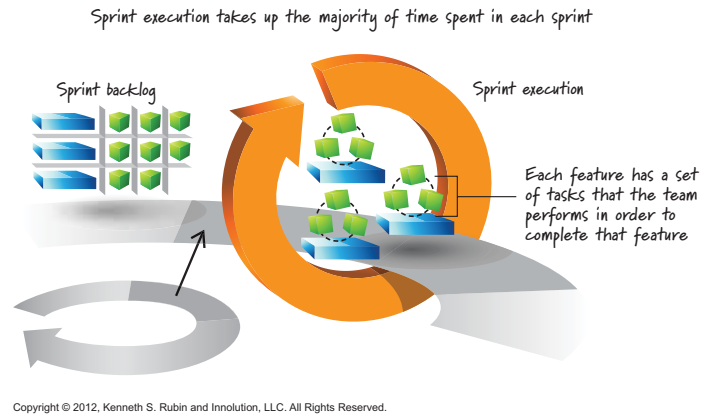 Sprint execution takes up the majority of time spent in each sprint
Sprint backlog
Sprint execution
Each feature has a set
of tasks that the team
performs in order to
complete that feature
Copyright © 2012, Kenneth S. Rubin and Innolution, LLC. All Rights Reserved.